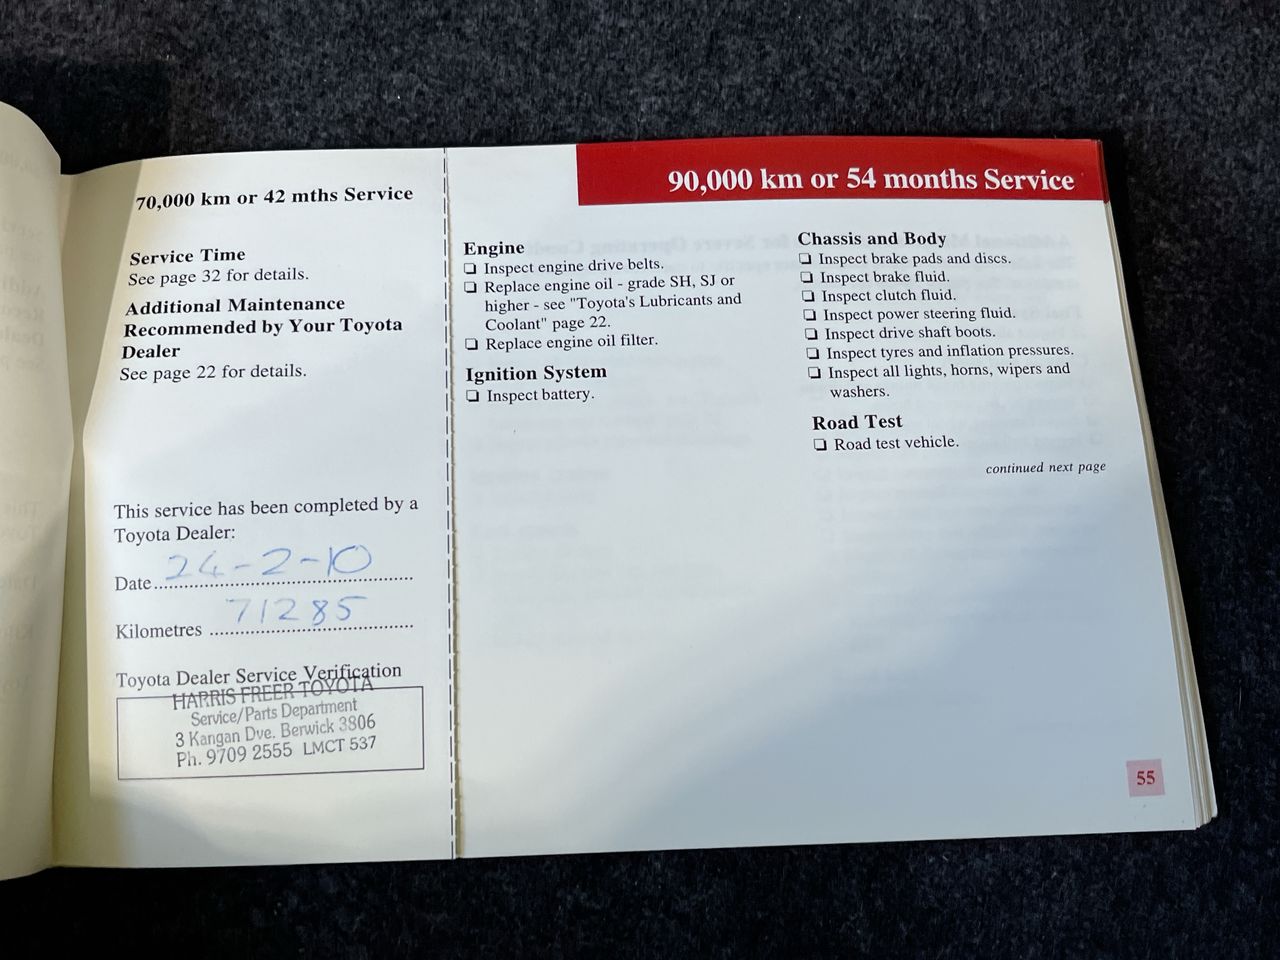 70,000 km or 42 mths Service
Service Time
See page 32 for details.
Additional Maintenance
Recommended by Your Toyota
Dealer
See page 22 for details.
This service has been completed by a
Toyota Dealer:
Date 24-2-10
Kilometres 71285
Toyota Dealer Service Verification
HARRIS FREER TOYOTA
Service/Parts Department
3 Kangan Dve. Berwick 3806
Ph. 9709 2555 LMCT 537
90,000 km or 54 months Service
Engine
❏ Inspect engine drive belts.
❏ Replace engine oil - grade SH, SJ or
higher - see "Toyota's Lubricants and
Coolant" page 22.
❏ Replace engine oil filter.
Ignition System
❏ Inspect battery.
Chassis and Body
❏ Inspect brake pads and discs.
❏ Inspect brake fluid.
❏ Inspect clutch fluid.
❏ Inspect power steering fluid.
❏ Inspect drive shaft boots.
❏ Inspect tyres and inflation pressures.
❏ Inspect all lights, horns, wipers and
washers.
Road Test
❏ Road test vehicle.
continued next page
55